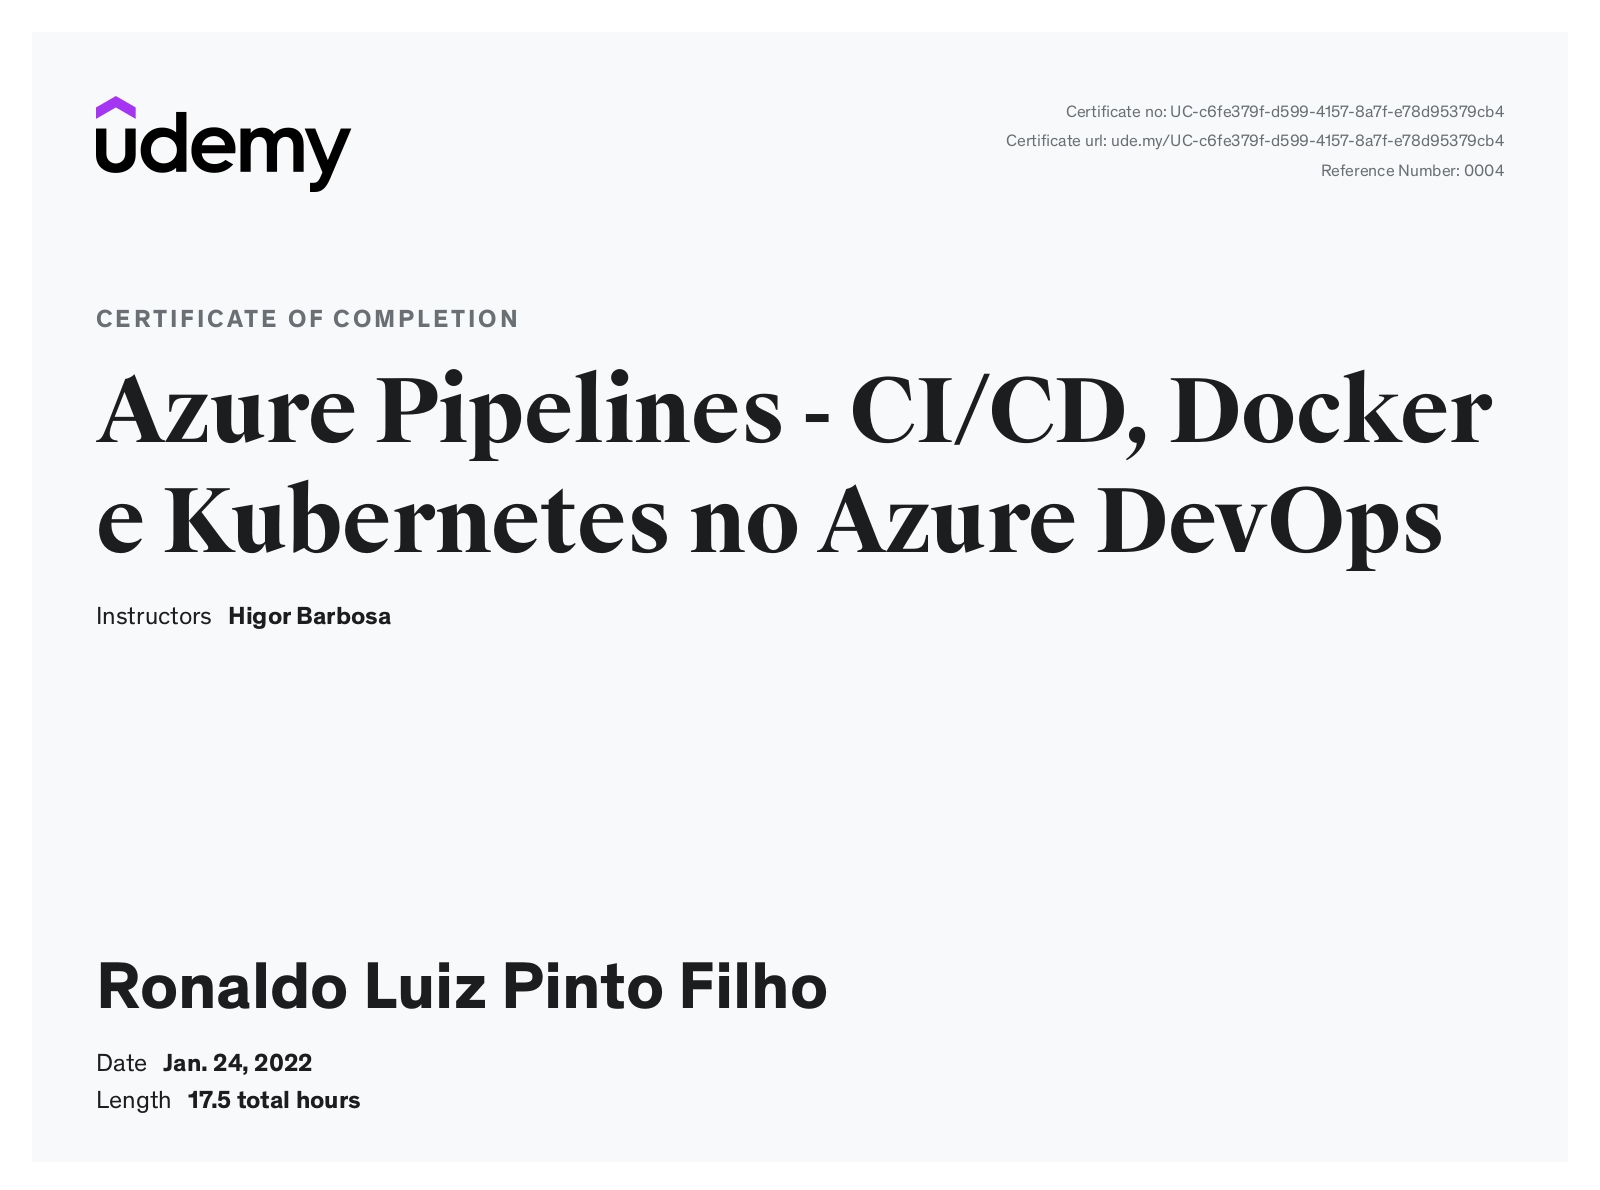 udemy
Certificate no: UC-c6fe379f-d599-4157-8a7f-e78d95379cb4
Certificate url: ude.my/UC-c6fe379f-d599-4157-8a7f-e78d95379cb4
Reference Number: 0004
CERTIFICATE OF COMPLETION
Azure Pipelines - CI/CD, Docker
e Kubernetes no Azure DevOps
Instructors Higor Barbosa
Ronaldo Luiz Pinto Filho
Date Jan. 24, 2022
Length 17.5 total hours